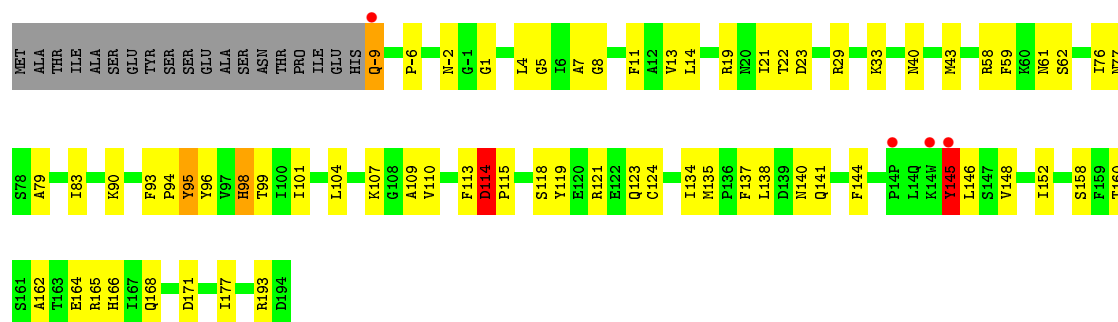 MET ALA THR ILE ALA SER GLU TYR SER SER GLU ALA SER ASN THR PRO ILE GLU HIS Q-9 P-6 N-2 G-1 G1 L4 G5 I6 A7 G8 F11 A12 V13 L14 R19 N20 I21 T22 D23 R29 K33 N40 M43 R58 F59 K60 N61 S62 I76 N77
S78 A79 I83 K90 F93 P94 Y95 Y96 V97 H98 T99 I100 I101 L104 K107 G108 A109 V110 F113 D114 P115 S118 Y119 E120 R121 E122 Q123 C124 I134 M135 P136 F137 L138 D139 N140 Q141 F144 P14P L14Q K14W Y145 L146 S147 V148 I152 S158 F159 T160
S161 A162 T163 E164 R165 H166 I167 Q168 D171 I177 R193 D194